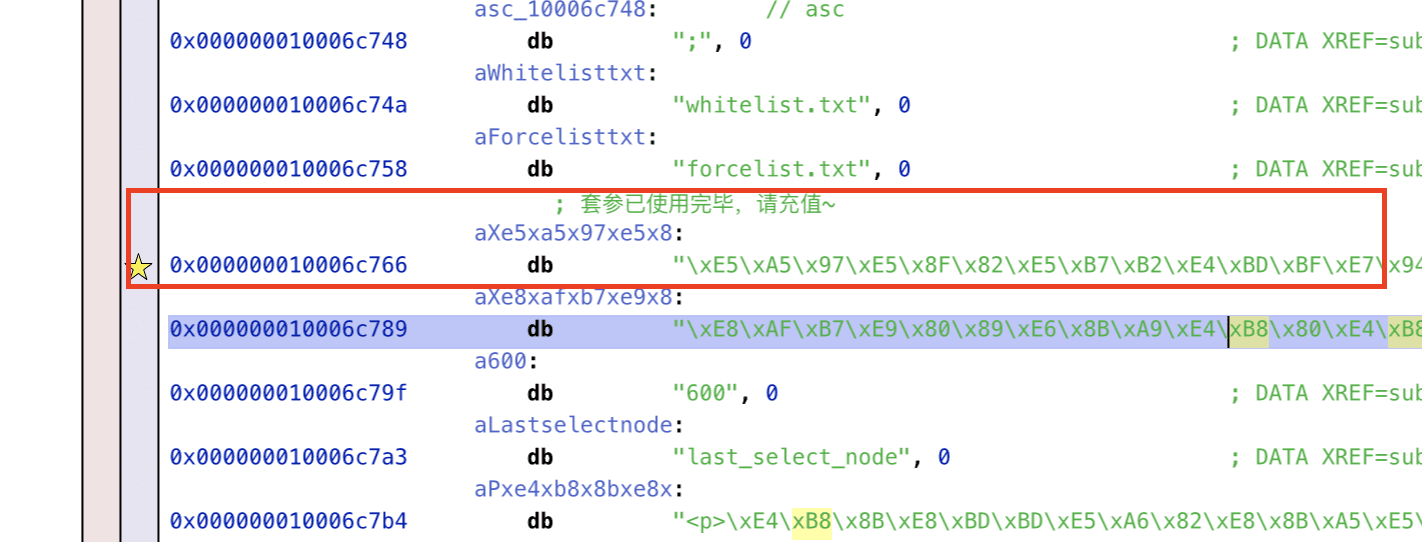 asc_10006c748: // asc
0x000000010006c748 db ";", 0 ; DATA XREF=sub
aWhitelisttxt:
0x000000010006c74a db "whitelist.txt", 0 ; DATA XREF=sub
aForcelisttxt:
0x000000010006c758 db "forcelist.txt", 0 ; DATA XREF=sub
; 套参已使用完毕，请充值~
aXe5xa5x97xe5x8:
0x000000010006c766 db "\xE5\xA5\x97\xE5\x8F\x82\xE5\xB7\xB2\xE4\xBD\xBF\xE7\x94
aXe8xafxb7xe9x8:
0x000000010006c789 db "\xE8\xAF\xB7\xE9\x80\x89\xE6\x8B\xA9\xE4\xB8\x80\xE4\xB8
a600:
0x000000010006c79f db "600", 0 ; DATA XREF=sub
aLastselectnode:
0x000000010006c7a3 db "last_select_node", 0 ; DATA XREF=sub
aPxe4xb8x8bxe8x:
0x000000010006c7b4 db "<p>\xE4\xB8\x8B\xE8\xBD\xBD\xE5\xA6\x82\xE8\x8B\xA5\xE5\